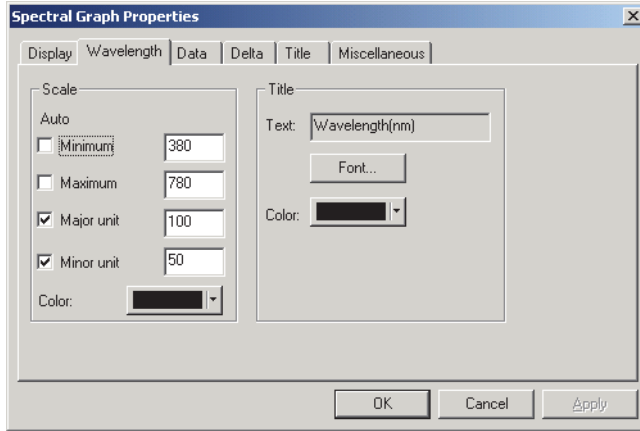 Spectral Graph Properties
Display Wavelength Data Delta Title Miscellaneous
Scale
Auto
Minimum 380
Maximum 780
Major unit 100
Minor unit 50
Color:
Title
Text: Wavelength(nm)
Font...
Color:
OK Cancel Apply